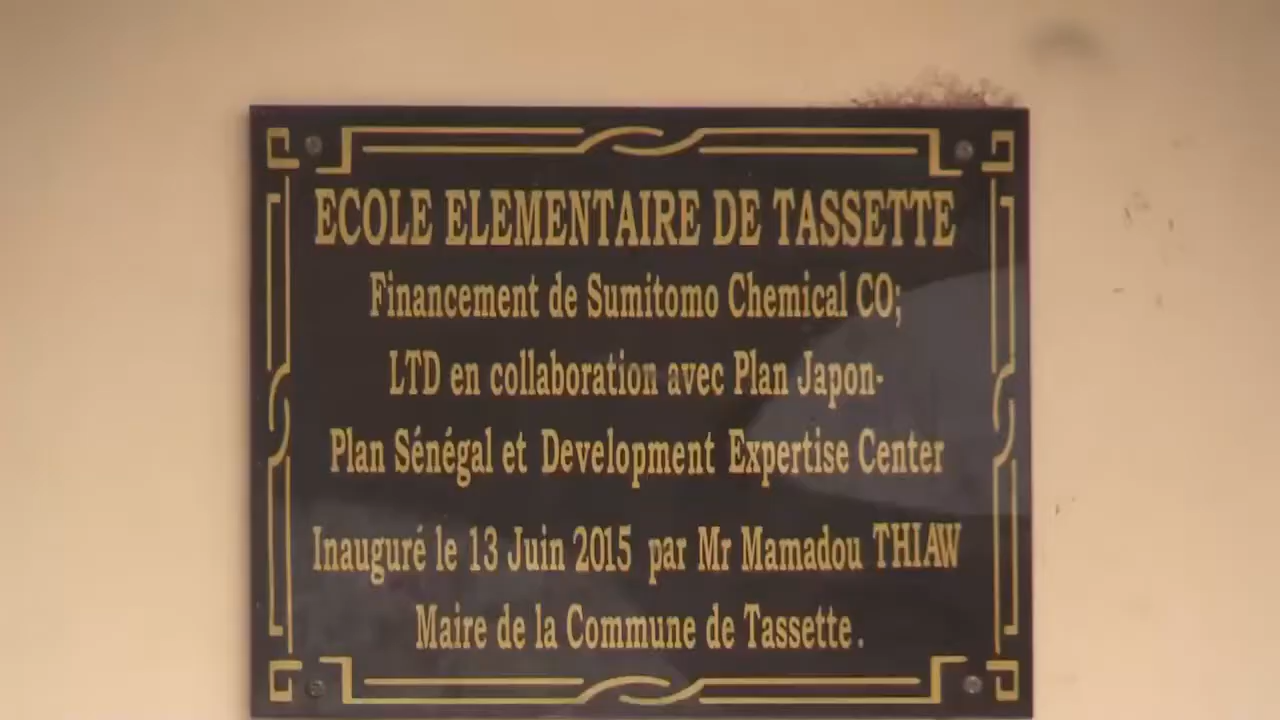 ECOLE ELEMENTAIRE DE TASSETTE
Financement de Sumitomo Chemical CO;
LTD en collaboration avec Plan Japon-
Plan Sénégal et Development Expertise Center
Inauguré le 13 Juin 2015 par Mr Mamadou THIAW
Maire de la Commune de Tassette.